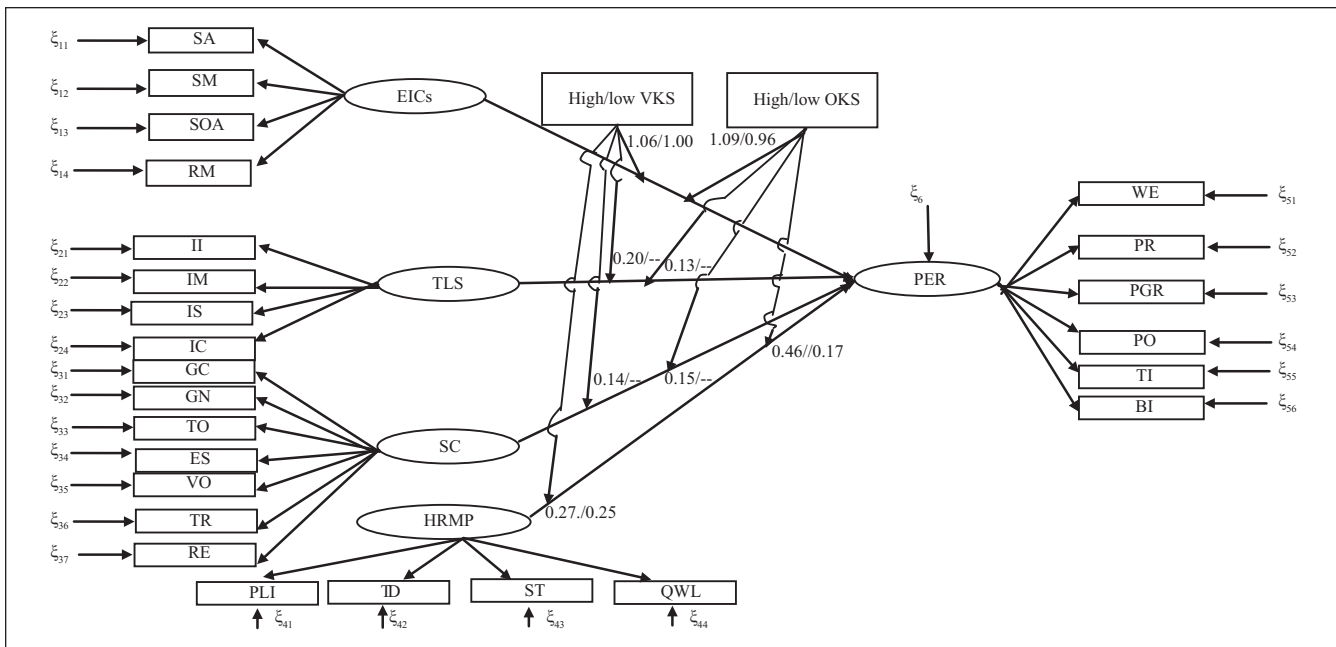 ξ11
SA
ξ12
SM
ξ13
SOA
ξ14
RM
EICs
High/low VKS
High/low OKS
1.06/1.00
1.09/0.96
ξ21
II
ξ22
IM
ξ23
IS
ξ24
IC
TLS
0.20/--
0.13/--
ξ6
PER
WE
ξ51
PR
ξ52
PGR
ξ53
PO
ξ54
TI
ξ55
BI
ξ56
ξ31
GC
ξ32
GN
ξ33
TO
ξ34
ES
ξ35
VO
ξ36
TR
ξ37
RE
SC
0.14/--
0.15/--
0.46//0.17
HRMP
0.27./0.25
PLI
TD
ST
QWL
ξ41
ξ42
ξ43
ξ44